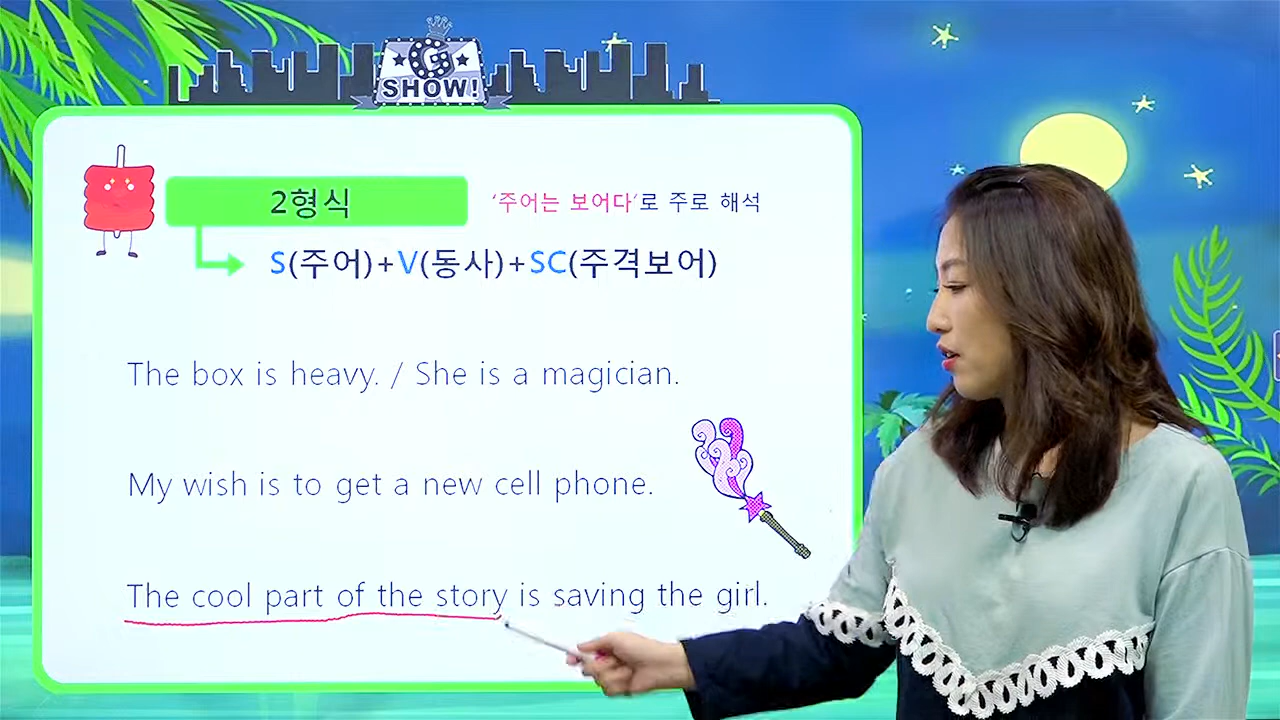 G
SHOW!
2형식
'주어는 보어다'로 주로 해석
S(주어)+V(동사)+SC(주격보어)
The box is heavy. / She is a magician.
My wish is to get a new cell phone.
The cool part of the story is saving the girl.